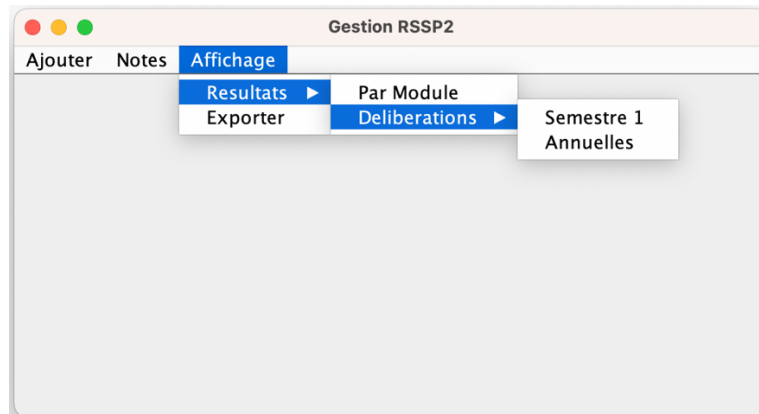 Gestion RSSP2
Ajouter Notes Affichage
Resultats Par Module
Exporter Deliberations Semestre 1
Annuelles